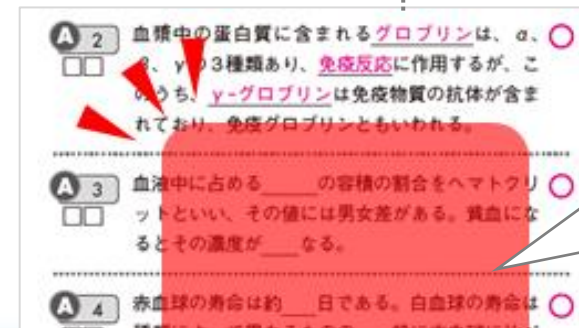 A 2 血漿中の蛋白質に含まれるグロブリンは、α、
β、γの3種類あり、免疫反応に作用するが、こ
のうち、γ-グロブリンは免疫物質の抗体が含ま
れており、免疫グロブリンともいわれる。
A 3 血液中に占める の容積の割合をヘマトクリ
ットといい、その値には男女差がある。貧血にな
るとその濃度が なる。
A 4 赤血球の寿命は約 日である。白血球の寿命は